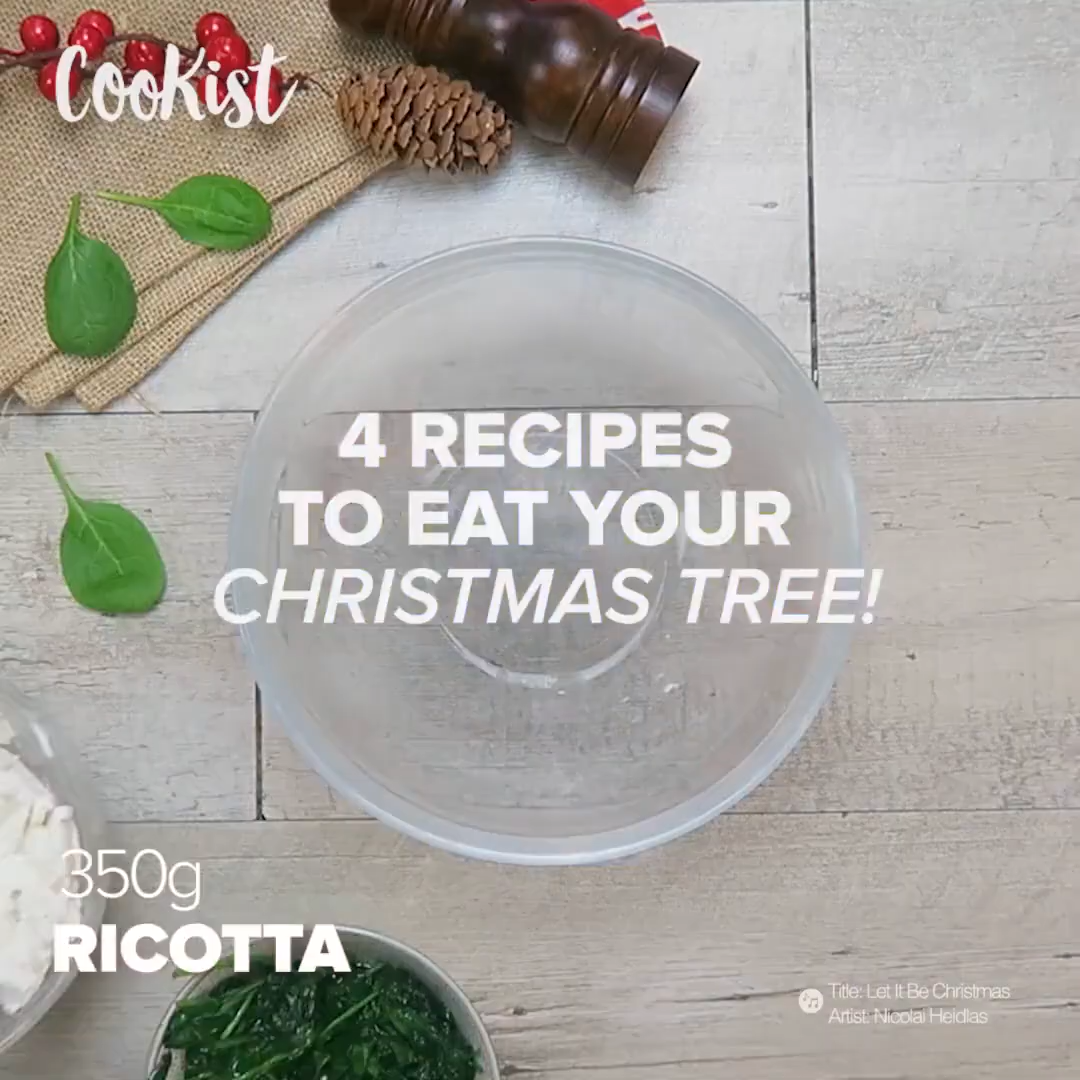 Cookist
4 RECIPES
TO EAT YOUR
CHRISTMAS TREE!
350g
RICOTTA
Title: Let It Be Christmas
Artist: Nicolai Heidlas